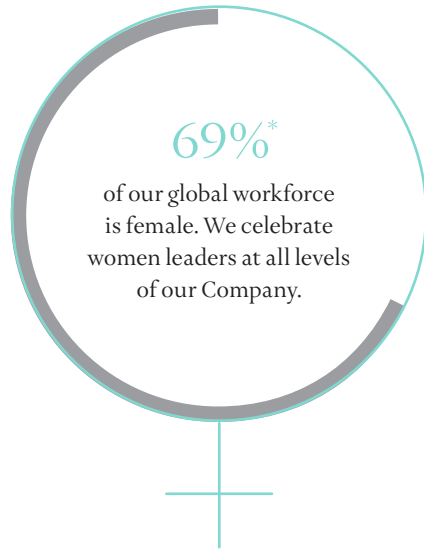 69%*
of our global workforce
is female. We celebrate
women leaders at all levels
of our Company.